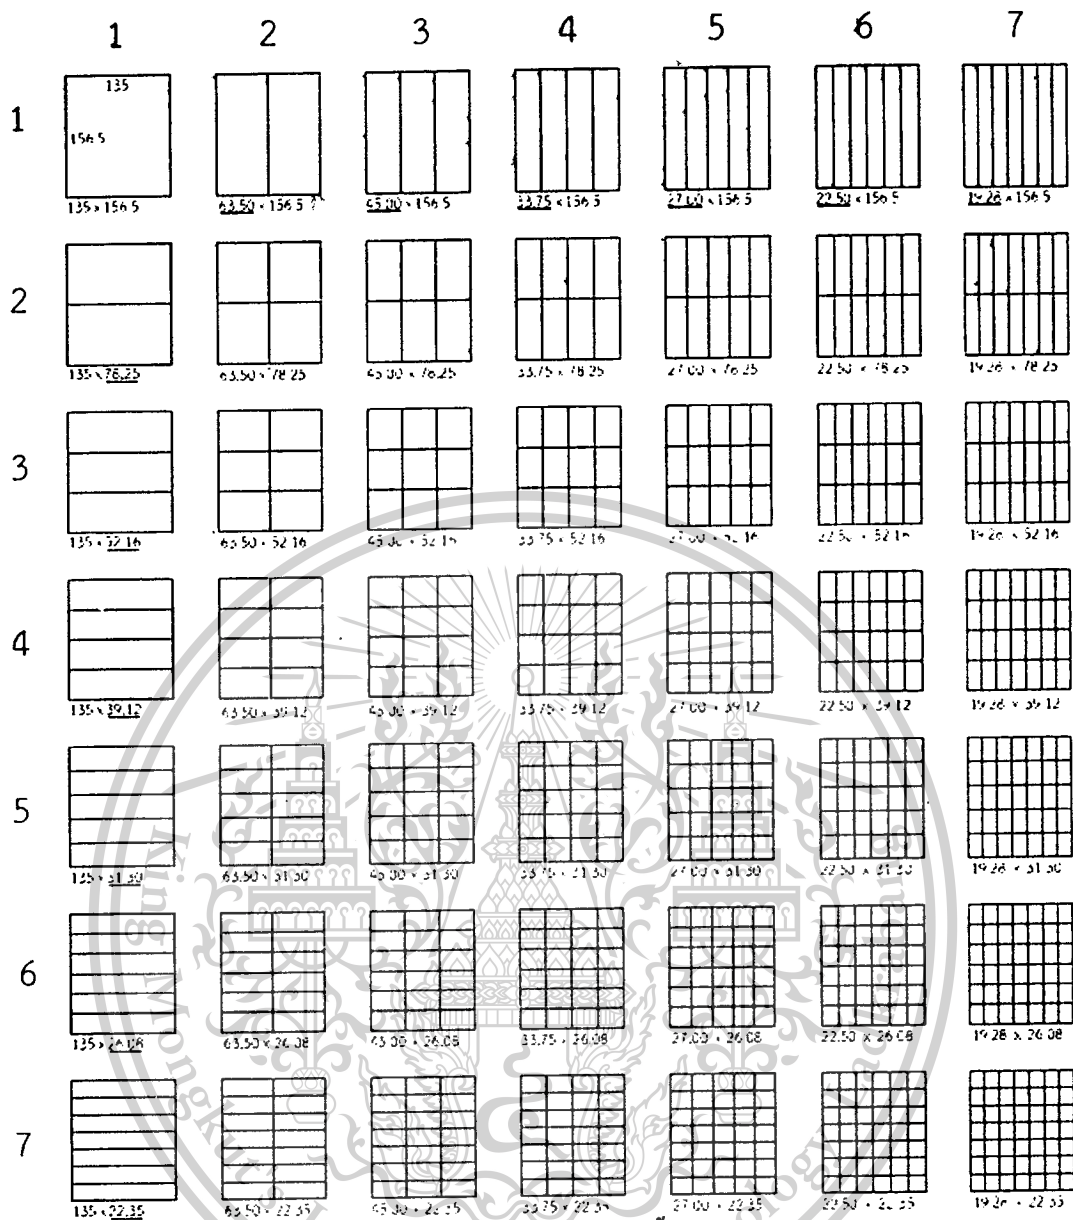 1 2 3 4 5 6 7
1
135
156.5
135 x 156.5 63.50 x 156.5 45.00 x 156.5 33.75 x 156.5 27.00 x 156.5 22.50 x 156.5 19.28 x 156.5
2
135 x 78.25 63.50 x 78.25 45.00 x 78.25 33.75 x 78.25 27.00 x 78.25 22.50 x 78.25 19.28 x 78.25
3
135 x 52.16 63.50 x 52.16 45.00 x 52.16 33.75 x 52.16 27.00 x 52.16 22.50 x 52.16 19.28 x 52.16
4
135 x 39.12 63.50 x 39.12 45.00 x 39.12 33.75 x 39.12 27.00 x 39.12 22.50 x 39.12 19.28 x 39.12
5
135 x 31.30 63.50 x 31.30 45.00 x 31.30 33.75 x 31.30 27.00 x 31.30 22.50 x 31.30 19.28 x 31.30
6
135 x 26.08 63.50 x 26.08 45.00 x 26.08 33.75 x 26.08 27.00 x 26.08 22.50 x 26.08 19.28 x 26.08
7
135 x 22.35 63.50 x 22.35 45.00 x 22.35 33.75 x 22.35 27.00 x 22.35 22.50 x 22.35 19.28 x 22.35
King Mongkut's